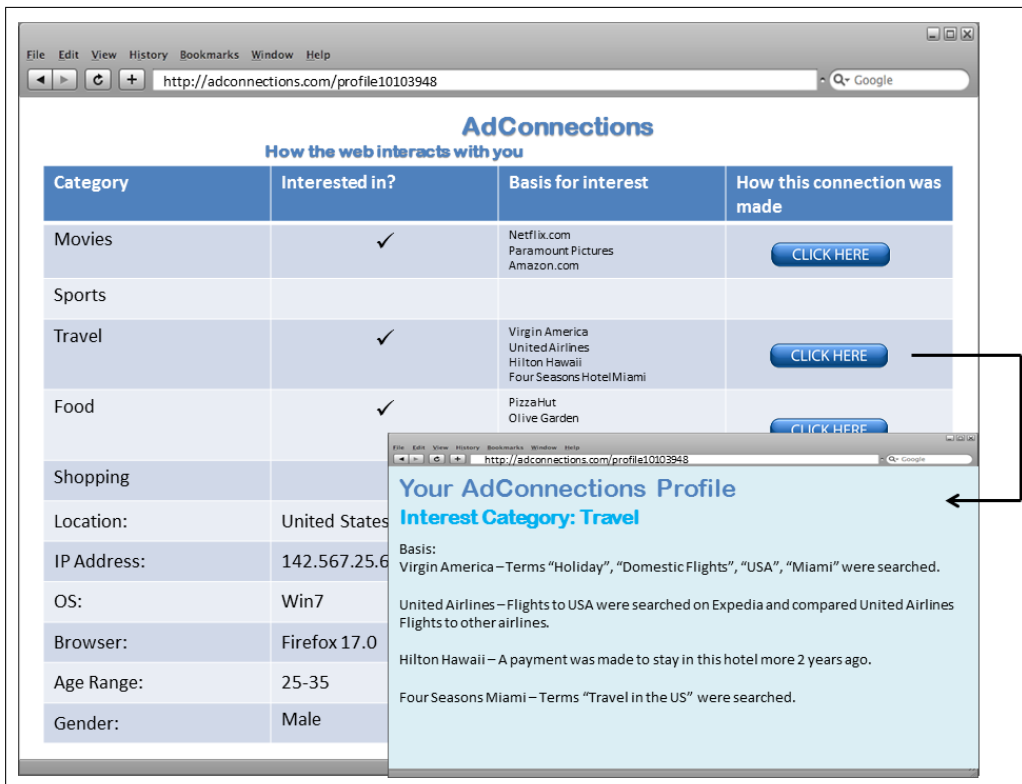 File Edit View History Bookmarks Window Help
http://adconnections.com/profile10103948
Google
AdConnections
How the web interacts with you
Category Interested in? Basis for interest How this connection was
made
Movies ✓ Netflix.com
Paramount Pictures
Amazon.com
CLICK HERE
Sports
Travel ✓ Virgin America
United Airlines
Hilton Hawaii
Four Seasons Hotel Miami
CLICK HERE
Food ✓ PizzaHut
Olive Garden
CLICK HERE
Shopping
Location: United States
IP Address: 142.567.25.6
OS: Win7
Browser: Firefox 17.0
Age Range: 25-35
Gender: Male
File Edit View History Bookmarks Window Help
http://adconnections.com/profile10103948
Google
Your AdConnections Profile
Interest Category: Travel
Basis:
Virgin America – Terms “Holiday”, “Domestic Flights”, “USA”, “Miami” were searched.
United Airlines – Flights to USA were searched on Expedia and compared United Airlines
Flights to other airlines.
Hilton Hawaii – A payment was made to stay in this hotel more 2 years ago.
Four Seasons Miami – Terms “Travel in the US” were searched.